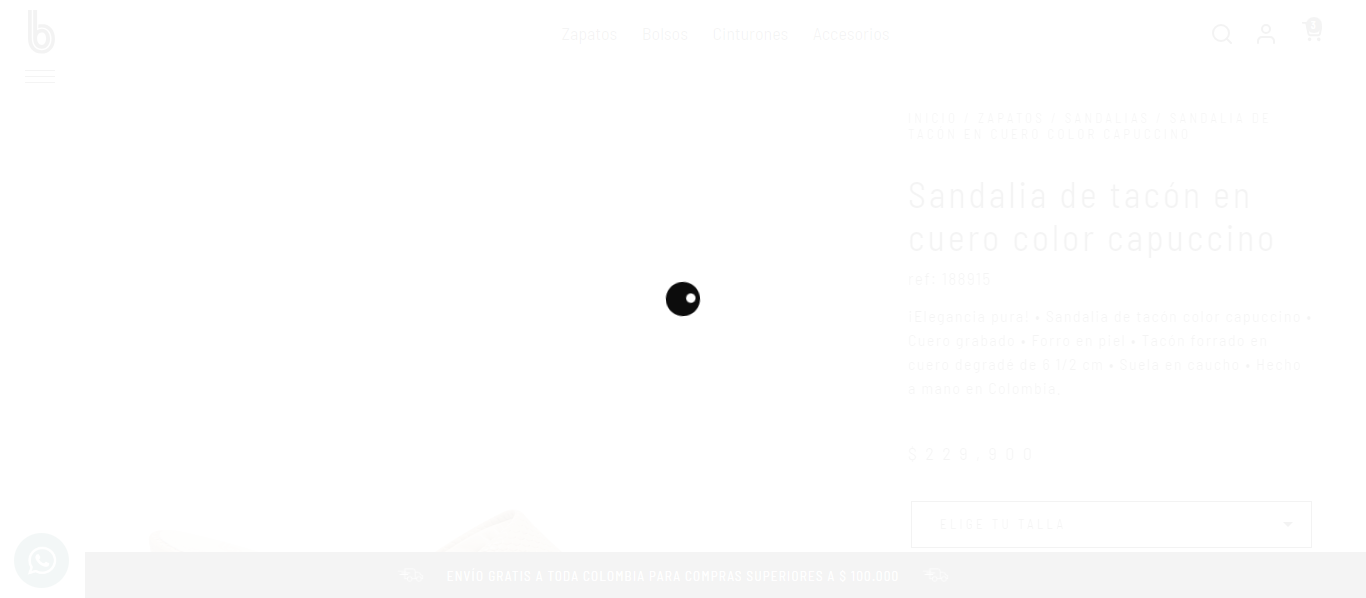 b
Zapatos Bolsos Cinturones Accesorios
INICIO / ZAPATOS / SANDALIAS / SANDALIA DE
TACÓN EN CUERO COLOR CAPUCCINO
Sandalia de tacón en
cuero color capuccino
ref: 168915
¡Elegancia pura! • Sandalia de tacón color capuccino •
Cuero grabado • Forro en piel • Tacón forrado en
cuero degradé de 6 1/2 cm • Suela en caucho • Hecho
a mano en Colombia
$229.900
ELIGE TU TALLA
ENVÍO GRATIS A TODA COLOMBIA PARA COMPRAS SUPERIORES A $ 100.000